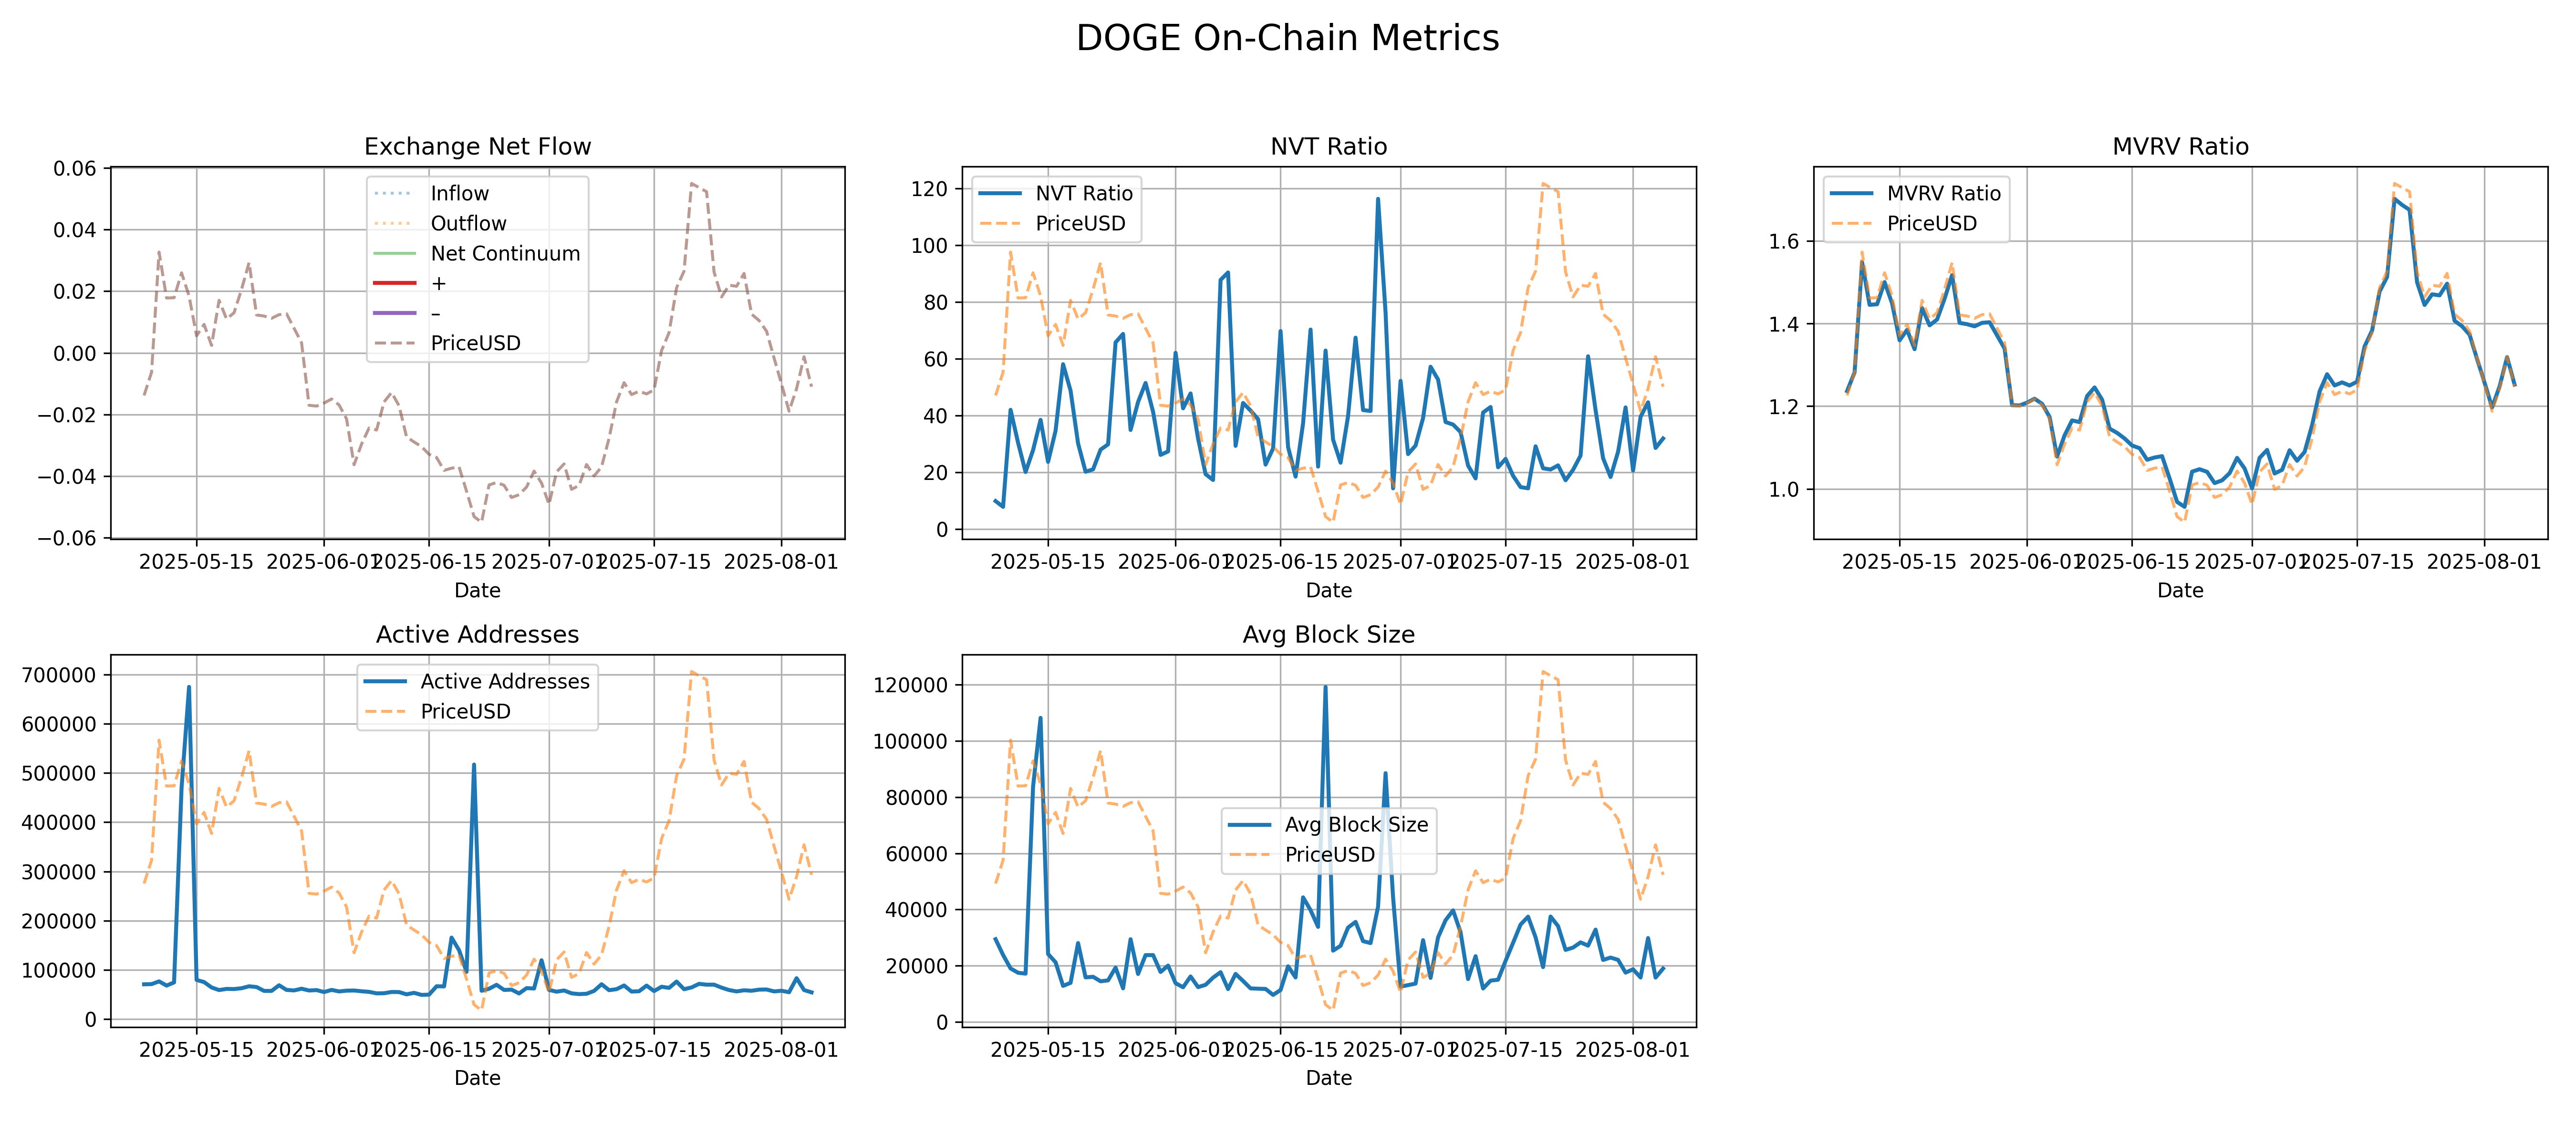 DOGE On-Chain Metrics
Exchange Net Flow
0.06
0.04
0.02
0.00
−0.02
−0.04
−0.06
Inflow
Outflow
Net Continuum
+
–
PriceUSD
2025-05-15 2025-06-01 2025-06-15 2025-07-01 2025-07-15 2025-08-01
Date
NVT Ratio
120
100
80
60
40
20
0
NVT Ratio
PriceUSD
2025-05-15 2025-06-01 2025-06-15 2025-07-01 2025-07-15 2025-08-01
Date
MVRV Ratio
1.6
1.4
1.2
1.0
MVRV Ratio
PriceUSD
2025-05-15 2025-06-01 2025-06-15 2025-07-01 2025-07-15 2025-08-01
Date
Active Addresses
700000
600000
500000
400000
300000
200000
100000
0
Active Addresses
PriceUSD
2025-05-15 2025-06-01 2025-06-15 2025-07-01 2025-07-15 2025-08-01
Date
Avg Block Size
120000
100000
80000
60000
40000
20000
0
Avg Block Size
PriceUSD
2025-05-15 2025-06-01 2025-06-15 2025-07-01 2025-07-15 2025-08-01
Date